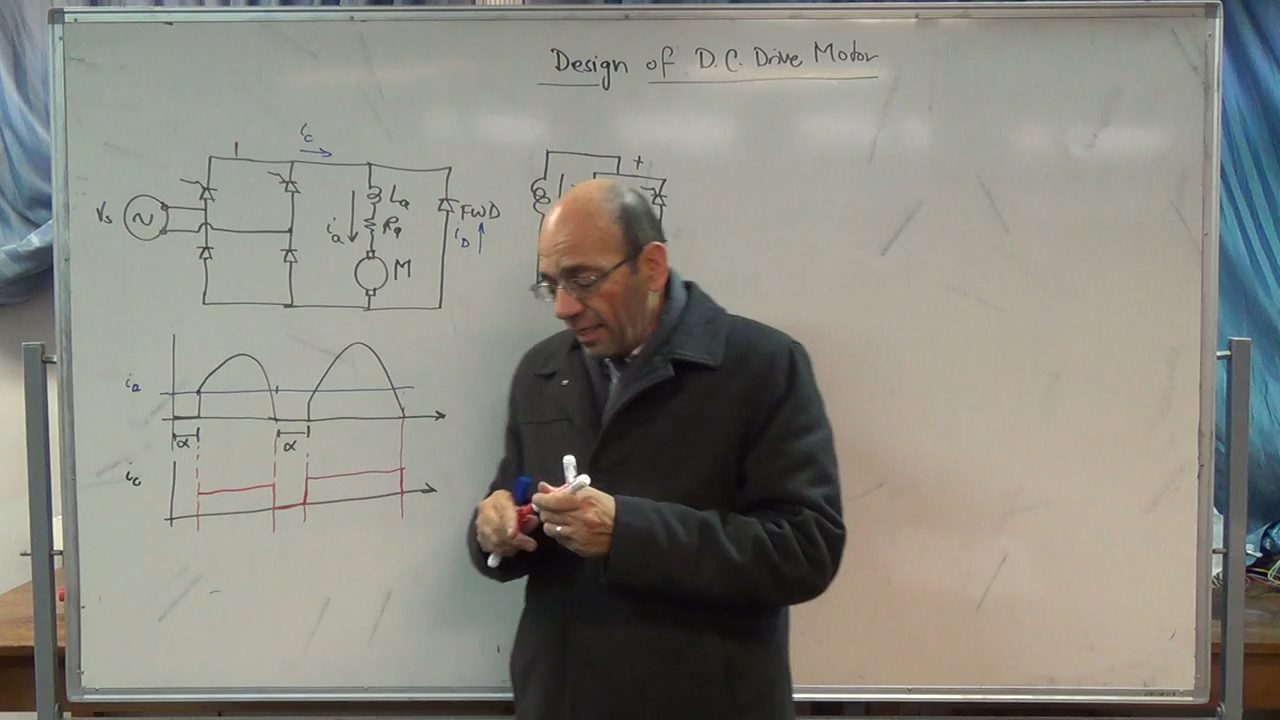 Design of D.C. Drive Motor
ic
+
Vs
~
La
ia
Ra
FWD
iD
M
ia
α
α
ic